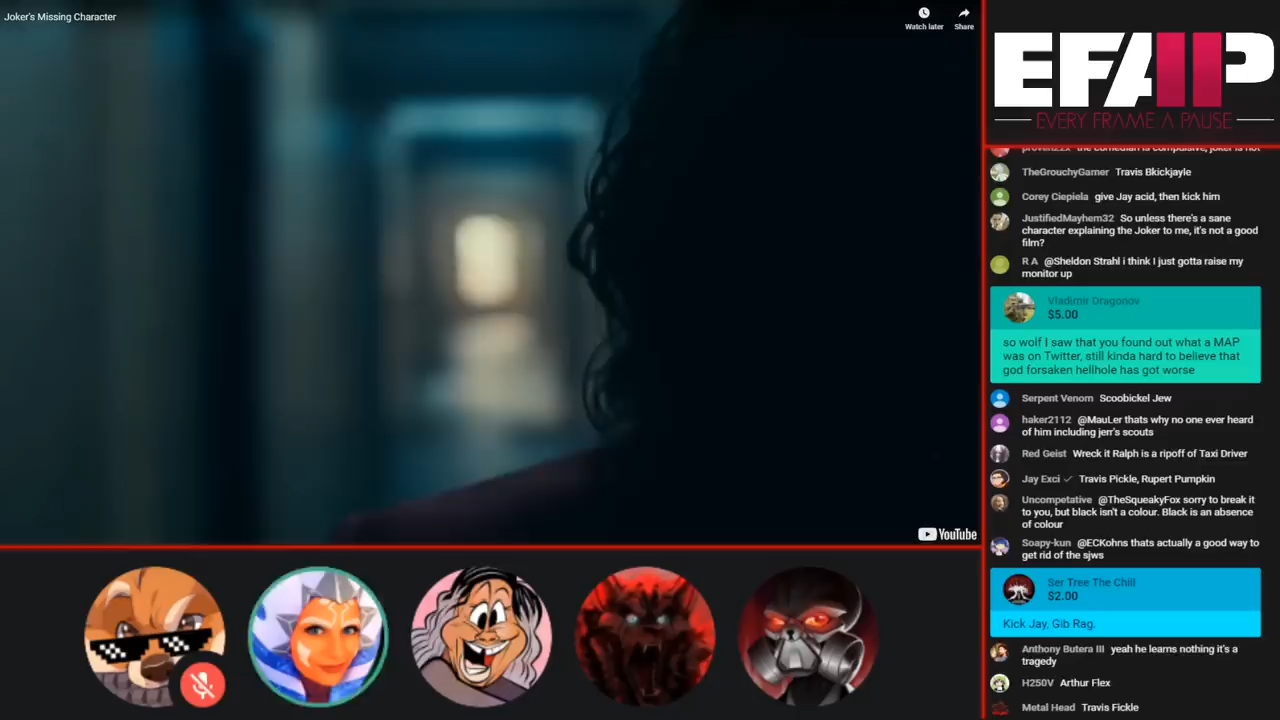 Joker's Missing Character
Watch later
Share
YouTube
EFAP
EVERY FRAME A PAUSE
the comedian is compulsive, joker is not
TheGrouchyGamer Travis Bkickjayle
Corey Ciepiela give Jay acid, then kick him
JustifiedMayhem32 So unless there's a sane
character explaining the Joker to me, it's not a good
film?
R A @Sheldon Strahl i think I just gotta raise my
monitor up
Vladimir Dragonov
$5.00
so wolf I saw that you found out what a MAP
was on Twitter, still kinda hard to believe that
god forsaken hellhole has got worse
Serpent Venom Scoobickel Jew
haker2112 @MauLer thats why no one ever heard
of him including jerr's scouts
Red Geist Wreck it Ralph is a ripoff of Taxi Driver
Jay Exci ✓ Travis Pickle, Rupert Pumpkin
Uncompetative @TheSqueakyFox sorry to break it
to you, but black isn't a colour. Black is an absence
of colour
Soapy-kun @ECKohns thats actually a good way to
get rid of the sjws
Ser Tree The Chill
$2.00
Kick Jay, Gib Rag.
Anthony Butera III yeah he learns nothing it's a
tragedy
H250V Arthur Flex
Metal Head Travis Fickle